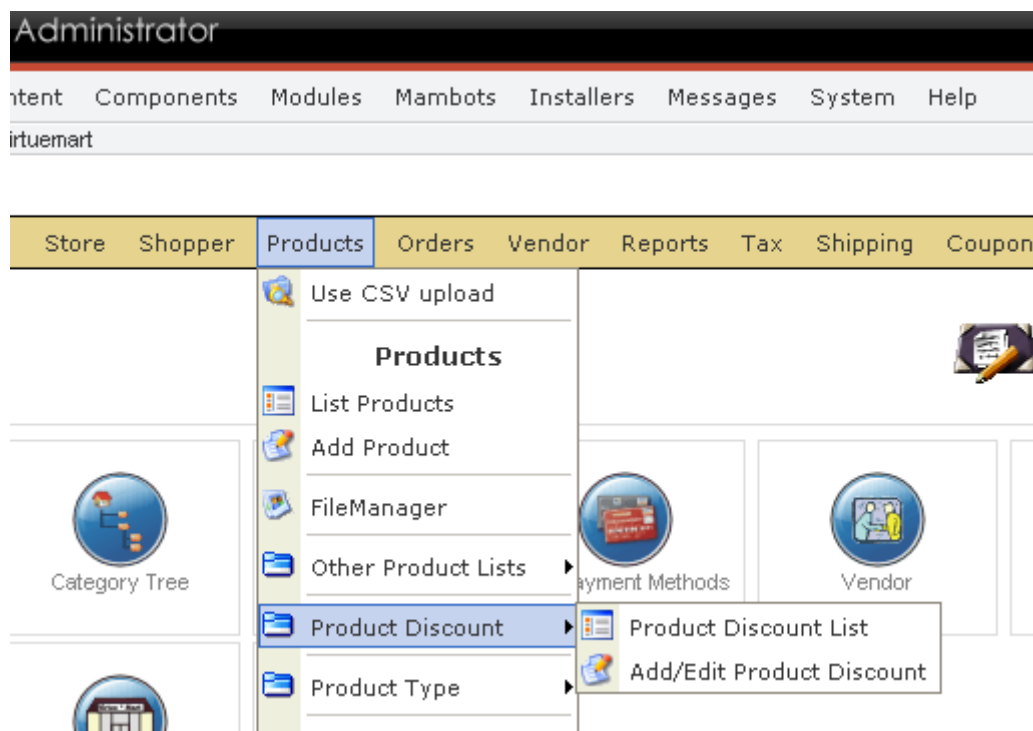 Administrator
ntent Components Modules Mambots Installers Messages System Help
irtuemart
Store Shopper Products Orders Vendor Reports Tax Shipping Coupon
Use CSV upload
Products
List Products
Add Product
FileManager
Other Product Lists
ayment Methods
Category Tree
Vendor
Product Discount
Product Discount List
Add/Edit Product Discount
Product Type